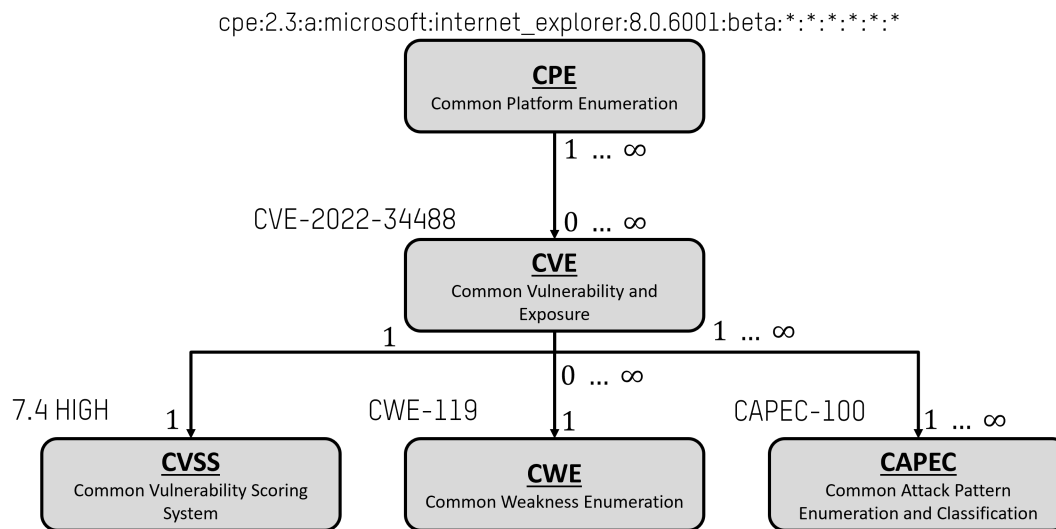 cpe:2.3:a:microsoft:internet_explorer:8.0.6001:beta:*:*:*:*:*:*
CPE
Common Platform Enumeration
1 … ∞
CVE-2022-34488
0 … ∞
CVE
Common Vulnerability and
Exposure
1
1 … ∞
0 … ∞
7.4 HIGH
1
CWE-119
1
CAPEC-100
1 … ∞
CVSS
Common Vulnerability Scoring
System
CWE
Common Weakness Enumeration
CAPEC
Common Attack Pattern
Enumeration and Classification